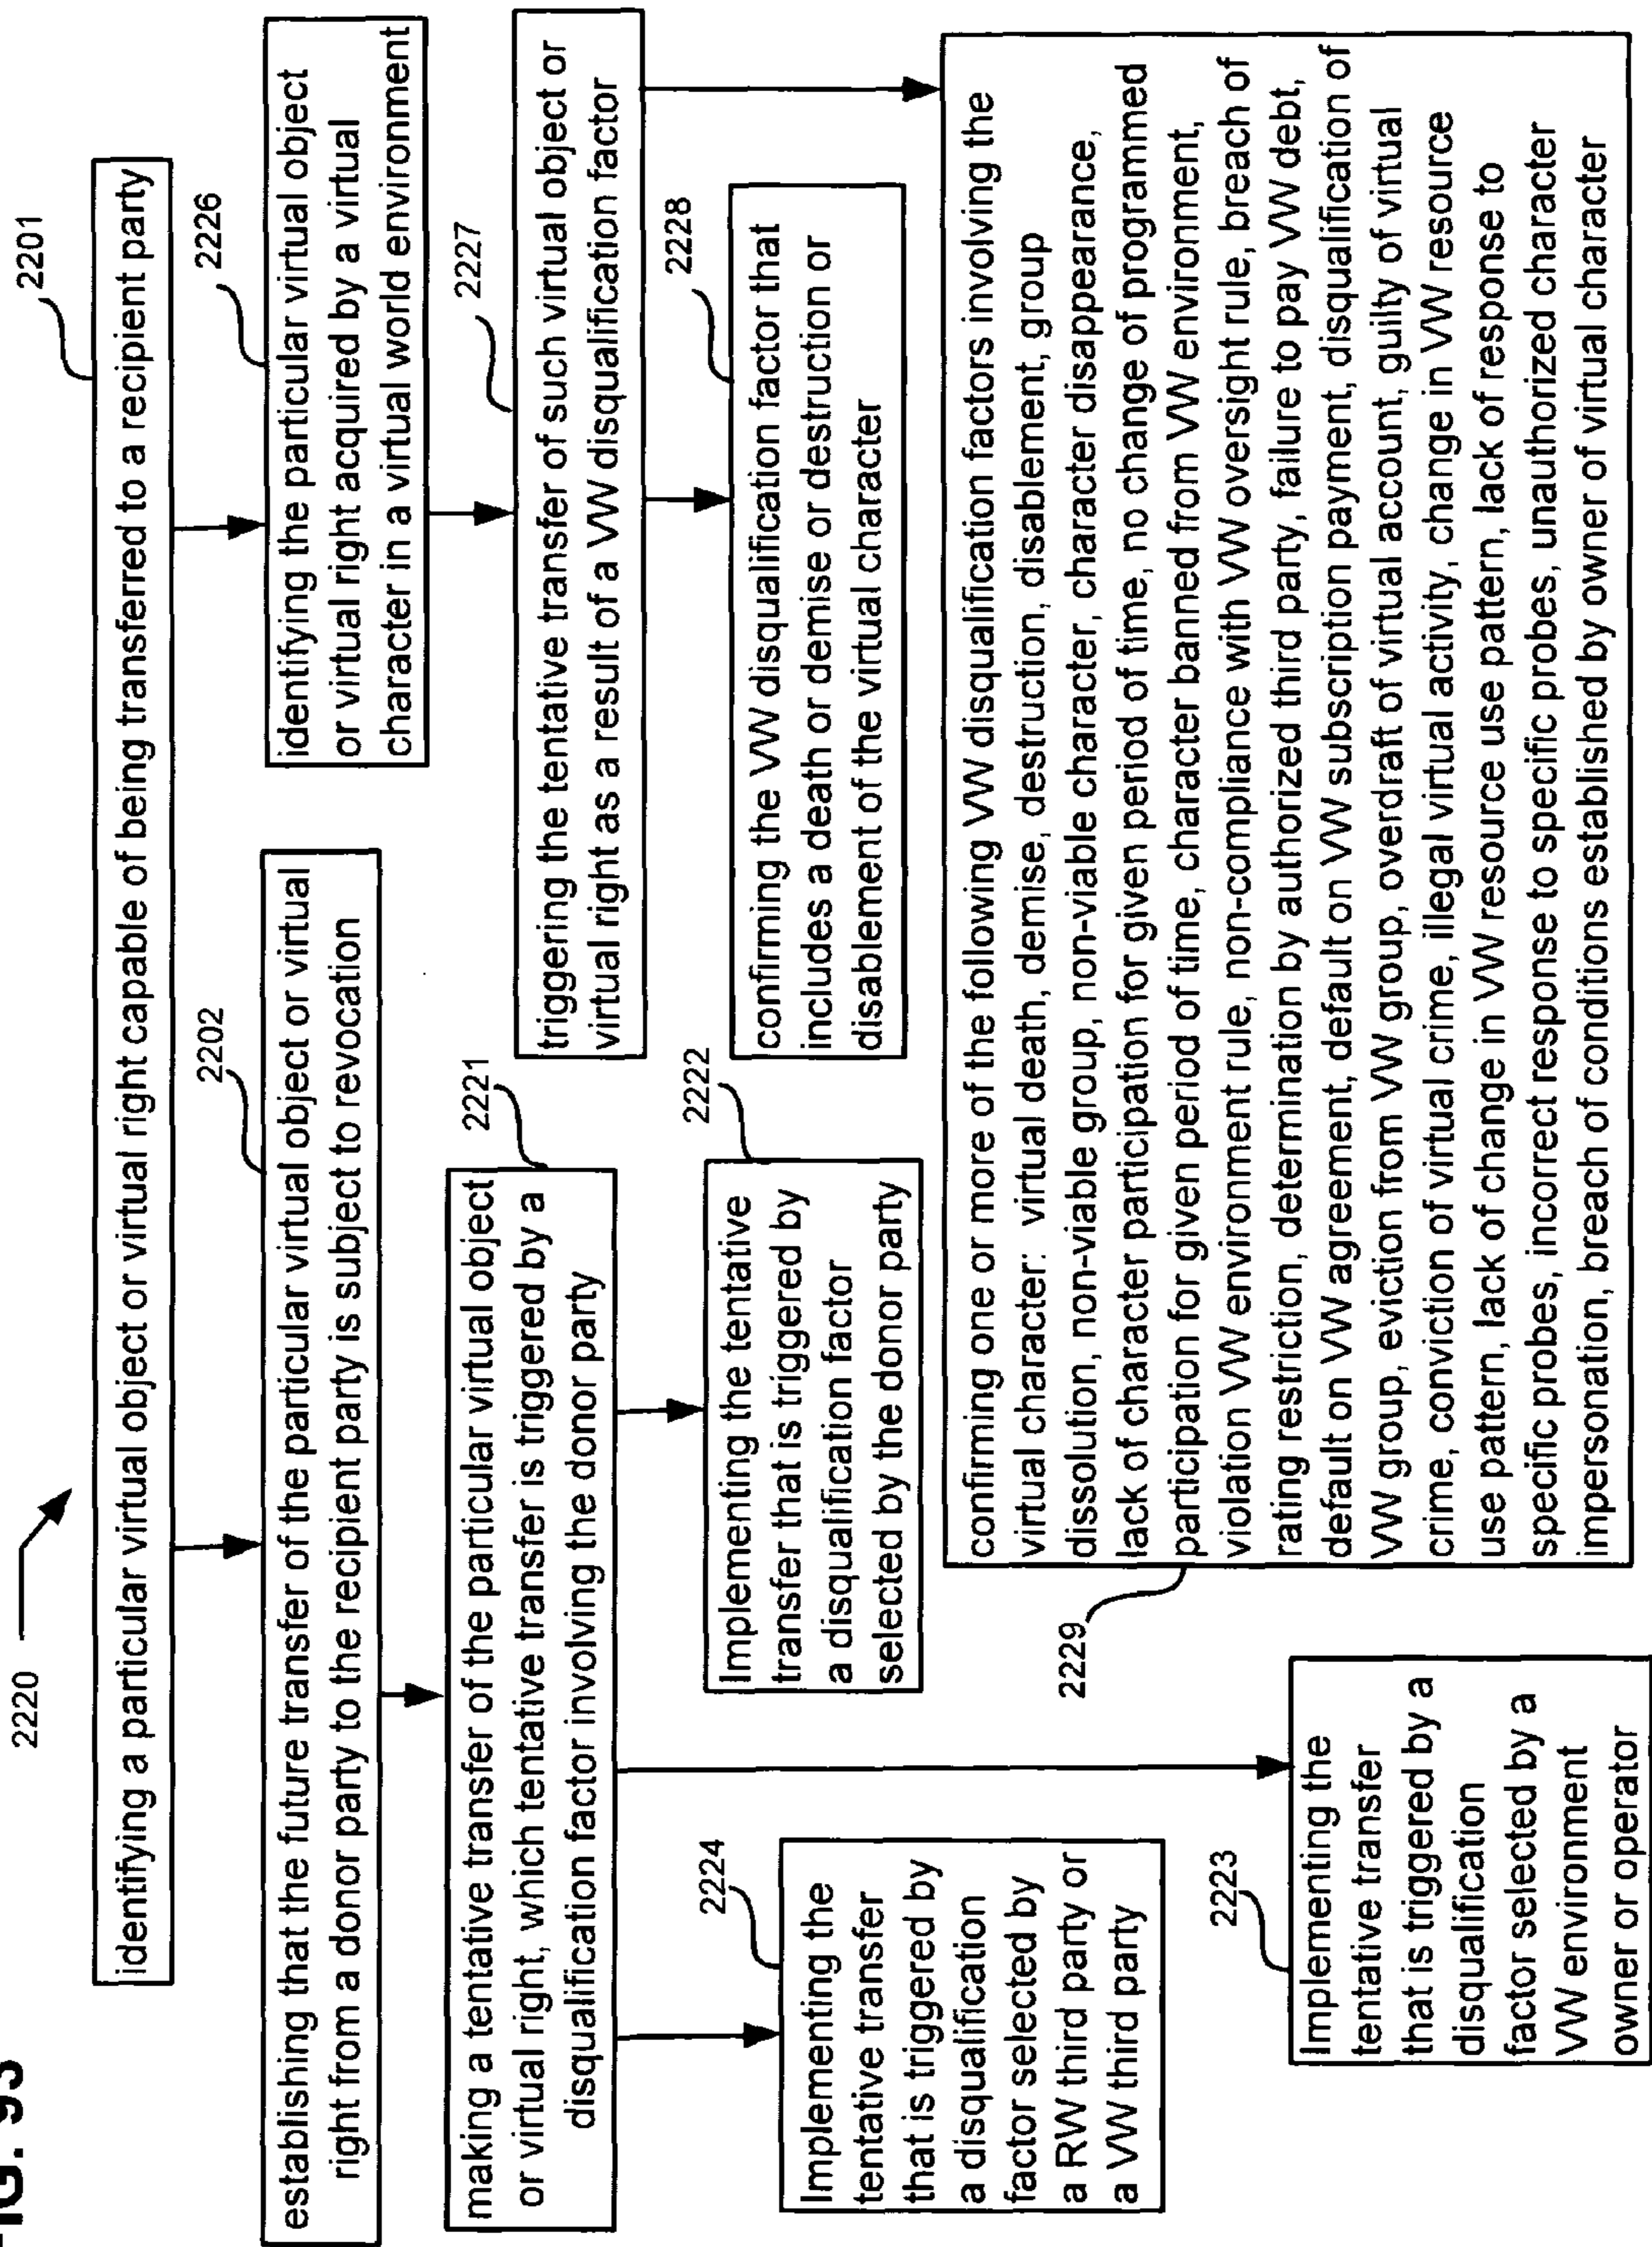 2220
2201
identifying a particular virtual object or virtual right capable of being transferred to a recipient party
2202
establishing that the future transfer of the particular virtual object or virtual
right from a donor party to the recipient party is subject to revocation
2226
identifying the particular virtual object
or virtual right acquired by a virtual
character in a virtual world environment
2221
making a tentative transfer of the particular virtual object
or virtual right, which tentative transfer is triggered by a
disqualification factor involving the donor party
2227
triggering the tentative transfer of such virtual object or
virtual right as a result of a VW disqualification factor
2222
Implementing the tentative
transfer that is triggered by
a disqualification factor
selected by the donor party
2228
confirming the VW disqualification factor that
includes a death or demise or destruction or
disablement of the virtual character
2224
Implementing the
tentative transfer
that is triggered by
a disqualification
factor selected by
a RW third party or
a VW third party
2229
confirming one or more of the following VW disqualification factors involving the
virtual character: virtual death, demise, destruction, disablement, group
dissolution, non-viable group, non-viable character, character disappearance,
lack of character participation for given period of time, no change of programmed
participation for given period of time, character banned from VW environment,
violation VW environment rule, non-compliance with VW oversight rule, breach of
rating restriction, determination by authorized third party, failure to pay VW debt,
default on VW agreement, default on VW subscription payment, disqualification of
VW group, eviction from VW group, overdraft of virtual account, guilty of virtual
crime, conviction of virtual crime, illegal virtual activity, change in VW resource
use pattern, lack of change in VW resource use pattern, lack of response to
specific probes, incorrect response to specific probes, unauthorized character
impersonation, breach of conditions established by owner of virtual character
2223
Implementing the
tentative transfer
that is triggered by a
disqualification
factor selected by a
VW environment
owner or operator
FIG. 93